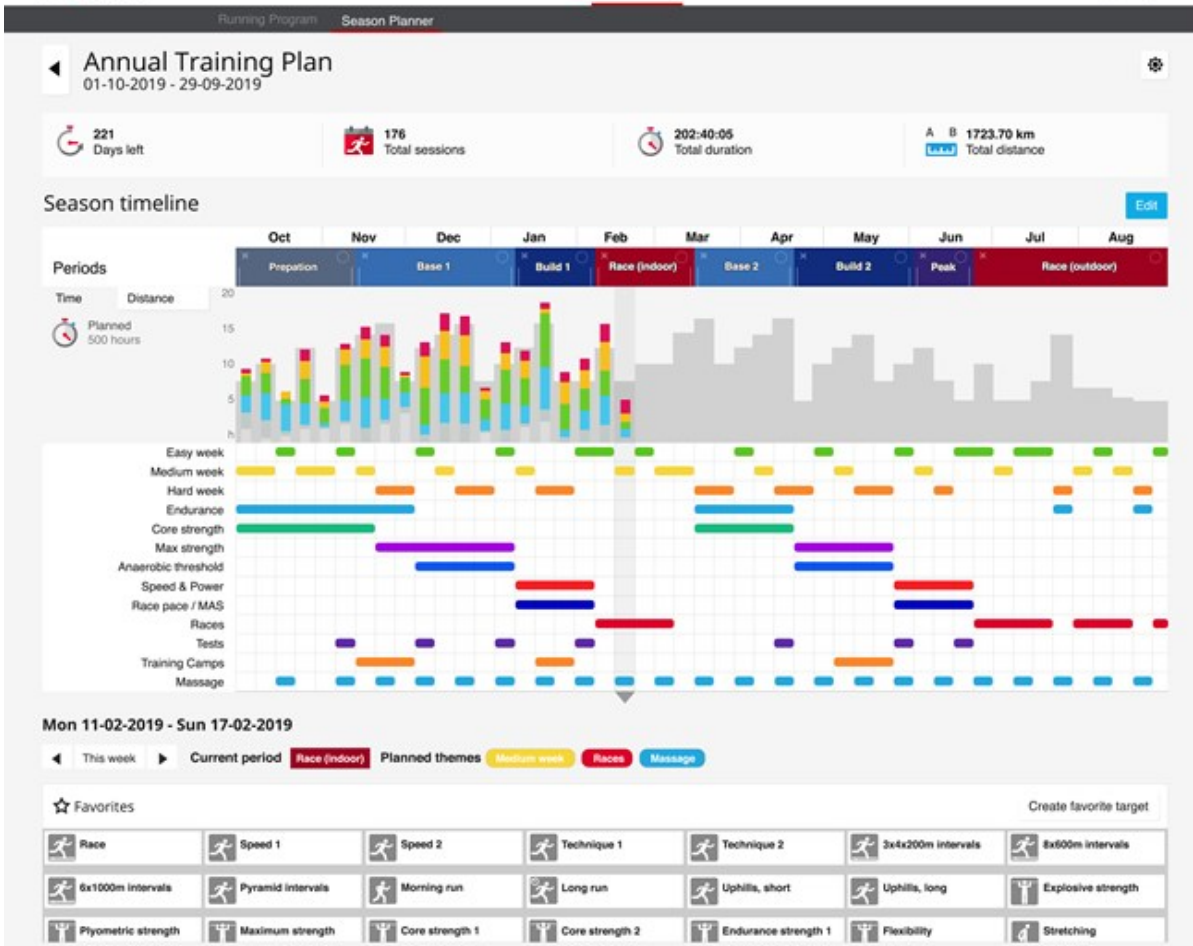 Running Program Season Planner
Annual Training Plan
01-10-2019 - 29-09-2019
221
Days left
176
Total sessions
202:40:05
Total duration
A B
1723.70 km
Total distance
Season timeline
Edit
Oct Nov Dec Jan Feb Mar Apr May Jun Jul Aug
Periods
Prepation Base 1 Build 1 Race (indoor) Base 2 Build 2 Peak Race (outdoor)
Time Distance
Planned
500 hours
20
15
10
5
h
Easy week
Medium week
Hard week
Endurance
Core strength
Max strength
Anaerobic threshold
Speed & Power
Race pace / MAS
Races
Tests
Training Camps
Massage
Mon 11-02-2019 - Sun 17-02-2019
This week Current period Race (indoor) Planned themes Medium week Races Massage
Favorites Create favorite target
Race Speed 1 Speed 2 Technique 1 Technique 2 3x4x200m intervals 8x600m intervals
6x1000m intervals Pyramid intervals Morning run Long run Uphills, short Uphills, long Explosive strength
Plyometric strength Maximum strength Core strength 1 Core strength 2 Endurance strength 1 Flexibility Stretching